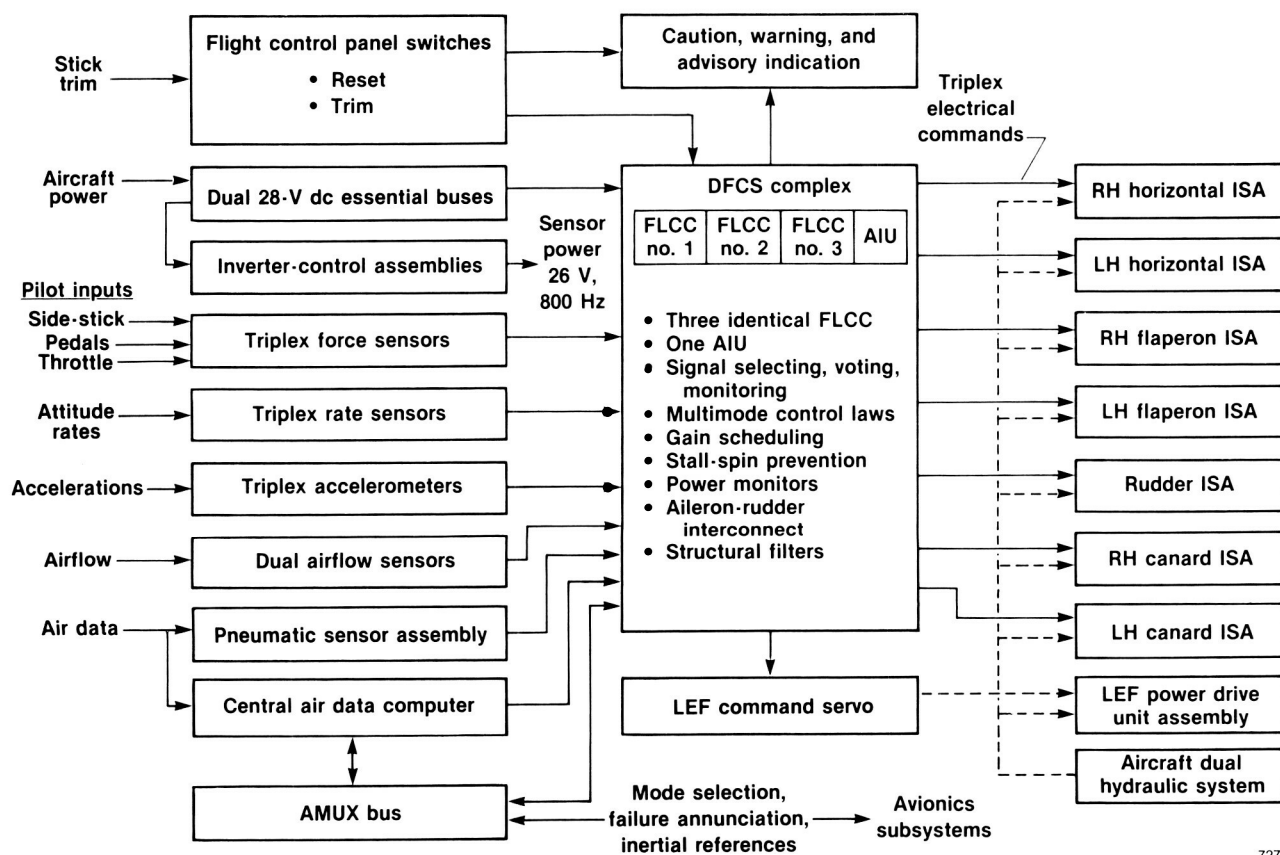 Stick
trim
Flight control panel switches
• Reset
• Trim
Caution, warning, and
advisory indication
Triplex
electrical
commands
Aircraft
power
Dual 28-V dc essential buses
Inverter-control assemblies
Sensor
power
26 V,
800 Hz
Pilot inputs
Side-stick
Pedals
Throttle
Triplex force sensors
Attitude
rates
Triplex rate sensors
Accelerations
Triplex accelerometers
Airflow
Dual airflow sensors
Air data
Pneumatic sensor assembly
Central air data computer
AMUX bus
DFCS complex
FLCC
no. 1
FLCC
no. 2
FLCC
no. 3
AIU
• Three identical FLCC
• One AIU
• Signal selecting, voting,
monitoring
• Multimode control laws
• Gain scheduling
• Stall-spin prevention
• Power monitors
• Aileron-rudder
interconnect
• Structural filters
LEF command servo
Mode selection,
failure annunciation,
inertial references
Avionics
subsystems
RH horizontal ISA
LH horizontal ISA
RH flaperon ISA
LH flaperon ISA
Rudder ISA
RH canard ISA
LH canard ISA
LEF power drive
unit assembly
Aircraft dual
hydraulic system